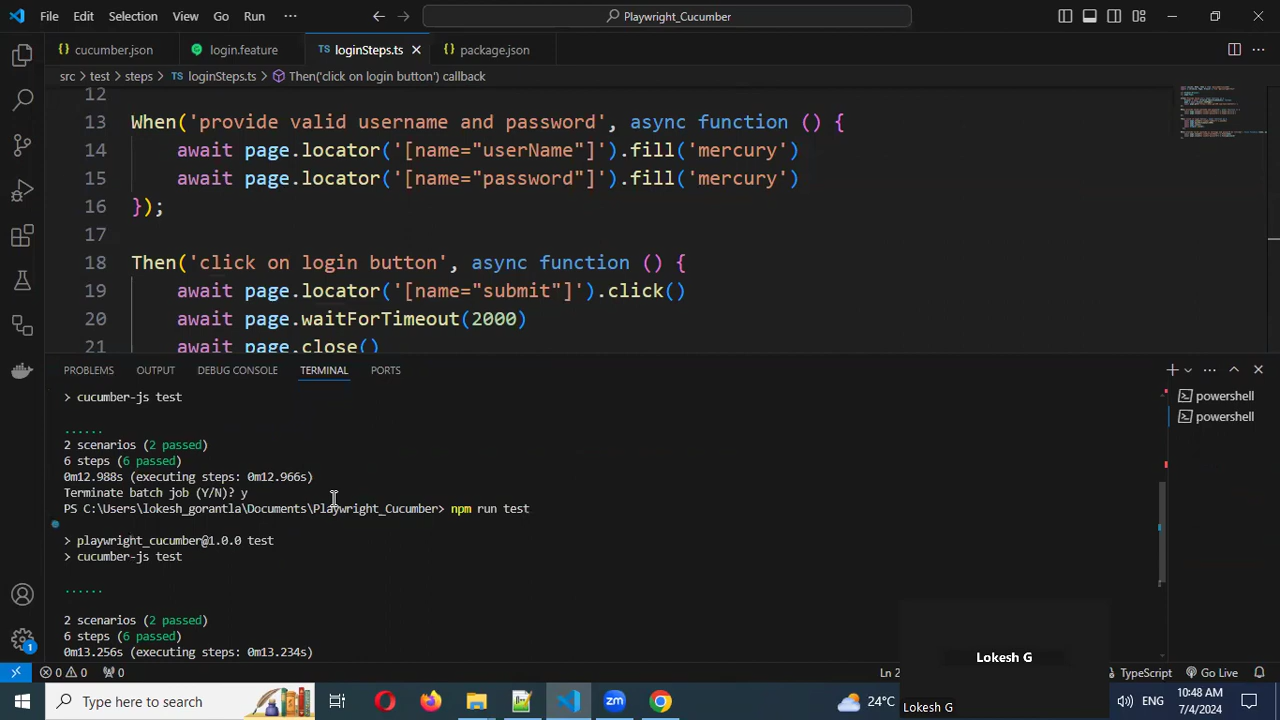 File Edit Selection View Go Run ··· Playwright_Cucumber
cucumber.json login.feature TS loginSteps.ts package.json
src > test > steps > TS loginSteps.ts > Then('click on login button') callback
12
13 When('provide valid username and password', async function () {
14 await page.locator('[name="userName"]').fill('mercury')
15 await page.locator('[name="password"]').fill('mercury')
16 });
17
18 Then('click on login button', async function () {
19 await page.locator('[name="submit"]').click()
20 await page.waitForTimeout(2000)
21 await page.close()
PROBLEMS OUTPUT DEBUG CONSOLE TERMINAL PORTS
> cucumber-js test
powershell
powershell
......
2 scenarios (2 passed)
6 steps (6 passed)
0m12.988s (executing steps: 0m12.966s)
Terminate batch job (Y/N)? y
PS C:\Users\lokesh_gorantla\Documents\Playwright_Cucumber> npm run test
> playwright_cucumber@1.0.0 test
> cucumber-js test
......
2 scenarios (2 passed)
6 steps (6 passed)
0m13.256s (executing steps: 0m13.234s)
Lokesh G
1
0 0 0 Ln 2 TypeScript Go Live
Type here to search zm 24°C Lokesh G ENG 10:48 AM
7/4/2024